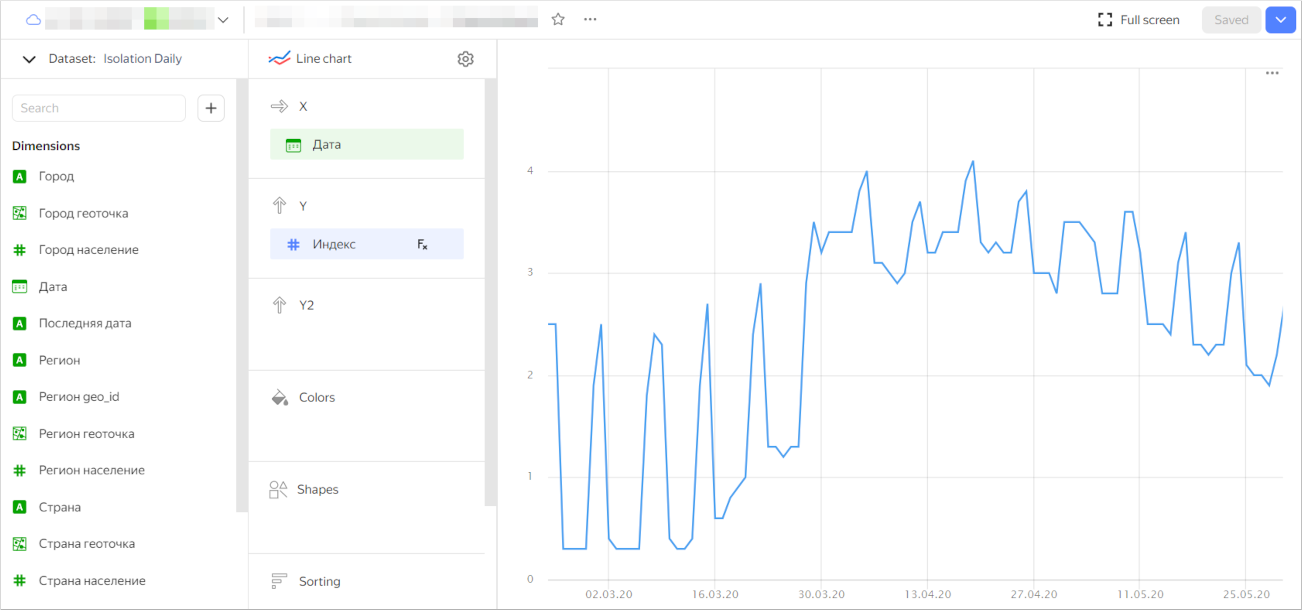 Full screen
Saved
Dataset: Isolation Daily
Search
Dimensions
A Город
Город геоточка
Город население
Дата
A Последняя дата
A Регион
A Регион geo_id
Регион геоточка
Регион население
A Страна
Страна геоточка
Страна население
Line chart
X
Дата
Y
Индекс Fx
Y2
Colors
Shapes
Sorting
4
3
2
1
0
02.03.20 16.03.20 30.03.20 13.04.20 27.04.20 11.05.20 25.05.20